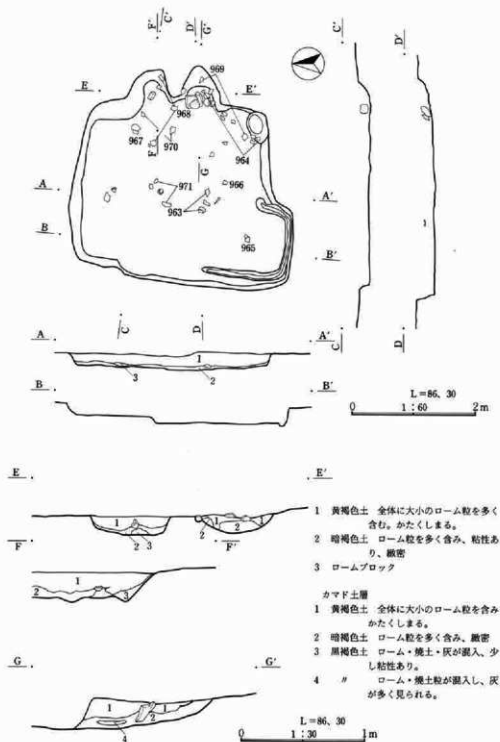 F′ C′ D′ G′
969
E E′
968
967 970
F 964
G
971 966
A A′
963
B 965 B′
C D
C′ D′
C D
A A′
1
3 2
B B′
L＝86、30
1：60 2m
E E′
1 1
2 3 2 2
F F′
1
2 3
G G′
1 1
2
4
1 黄褐色土 全体に大小のローム粒を多く
含む。かたくしまる。
2 暗褐色土 ローム粒を多く含み、粘性あ
り、緻密
3 ロームブロック
カマド土層
1 黄褐色土 全体に大小のローム粒を含み
かたくしまる。
2 暗褐色土 ローム粒を多く含み、緻密
3 黒褐色土 ローム・焼土・灰が混入、少
し粘性あり。
4 〃 ローム・焼土粒が混入し、灰
が多く見られる。
L＝86、30
1：30 1m